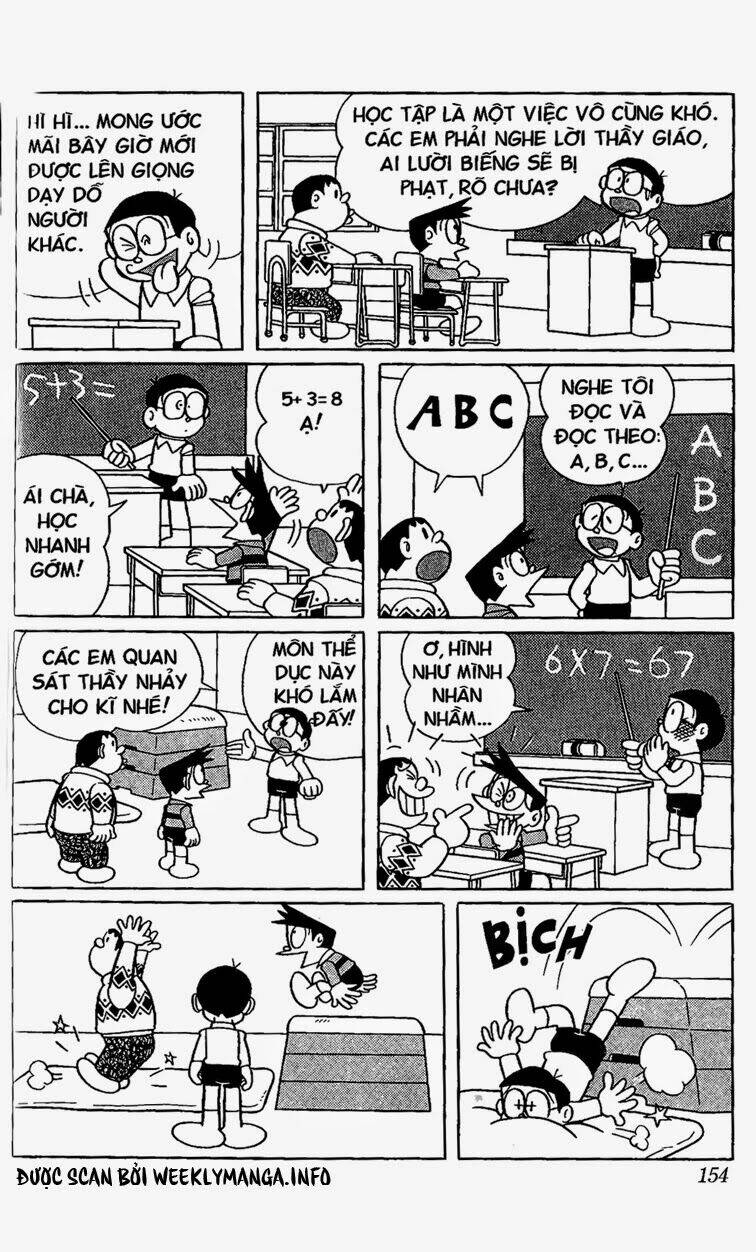 HÌ HÌ... MONG ƯỚC
MÃI BÂY GIỜ MỚI
ĐƯỢC LÊN GIỌNG
DẠY DỖ
NGƯỜI
KHÁC.
HỌC TẬP LÀ MỘT VIỆC VÔ CÙNG KHÓ.
CÁC EM PHẢI NGHE LỜI THẦY GIÁO,
AI LƯỜI BIẾNG SẼ BỊ
PHẠT, RÕ CHƯA?
5+3=
5+3=8
Ạ!
ÁI CHÀ,
HỌC
NHANH
GỚM!
A B C
NGHE TÔI
ĐỌC VÀ
ĐỌC THEO:
A, B, C...
A
B
C
CÁC EM QUAN
SÁT THẦY NHẢY
CHO KĨ NHÉ!
MÔN THỂ
DỤC NÀY
KHÓ LẮM
ĐẤY!
Ơ, HÌNH
NHƯ MÌNH
NHÂN
NHẦM...
6X7=67
BỊCH
ĐƯỢC SCAN BỞI WEEKLYMANGA.INFO
154